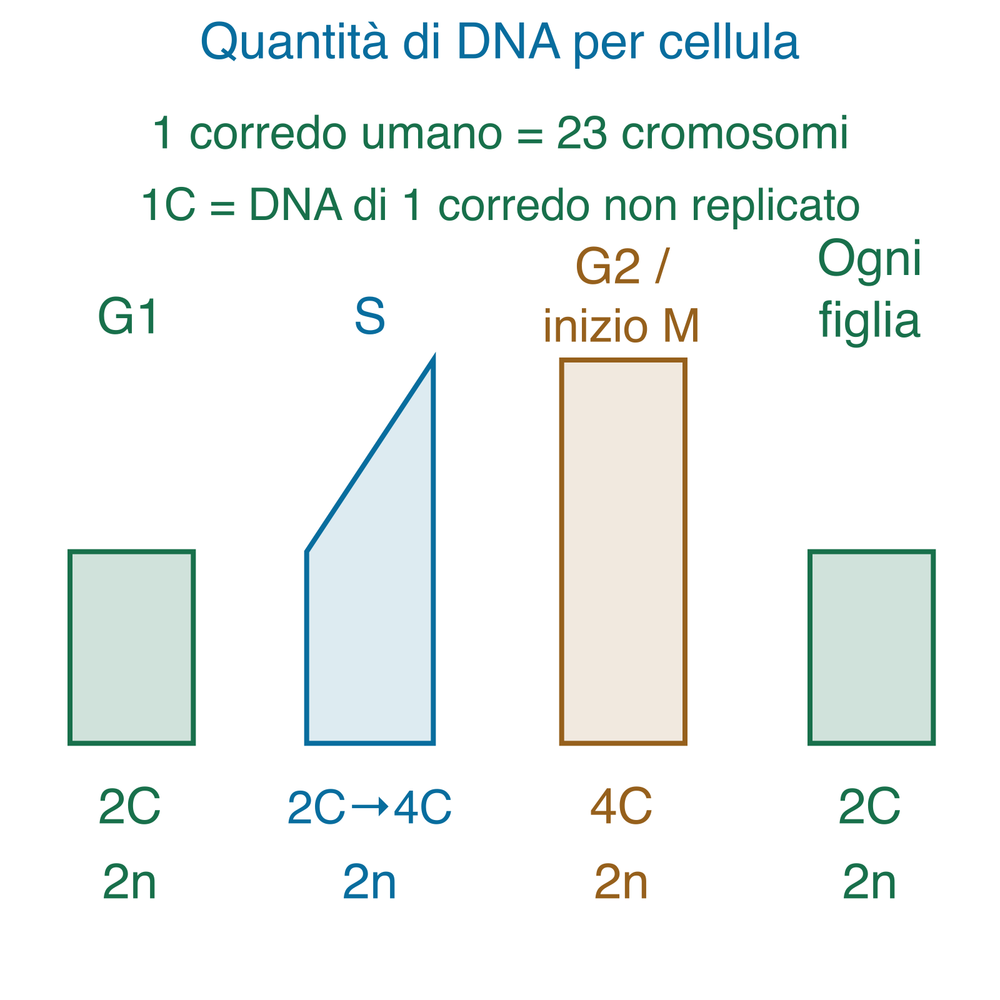 Quantità di DNA per cellula
1 corredo umano = 23 cromosomi
1C = DNA di 1 corredo non replicato
G1
S
G2 /
inizio M
Ogni
figlia
2C
2C→4C
4C
2C
2n
2n
2n
2n